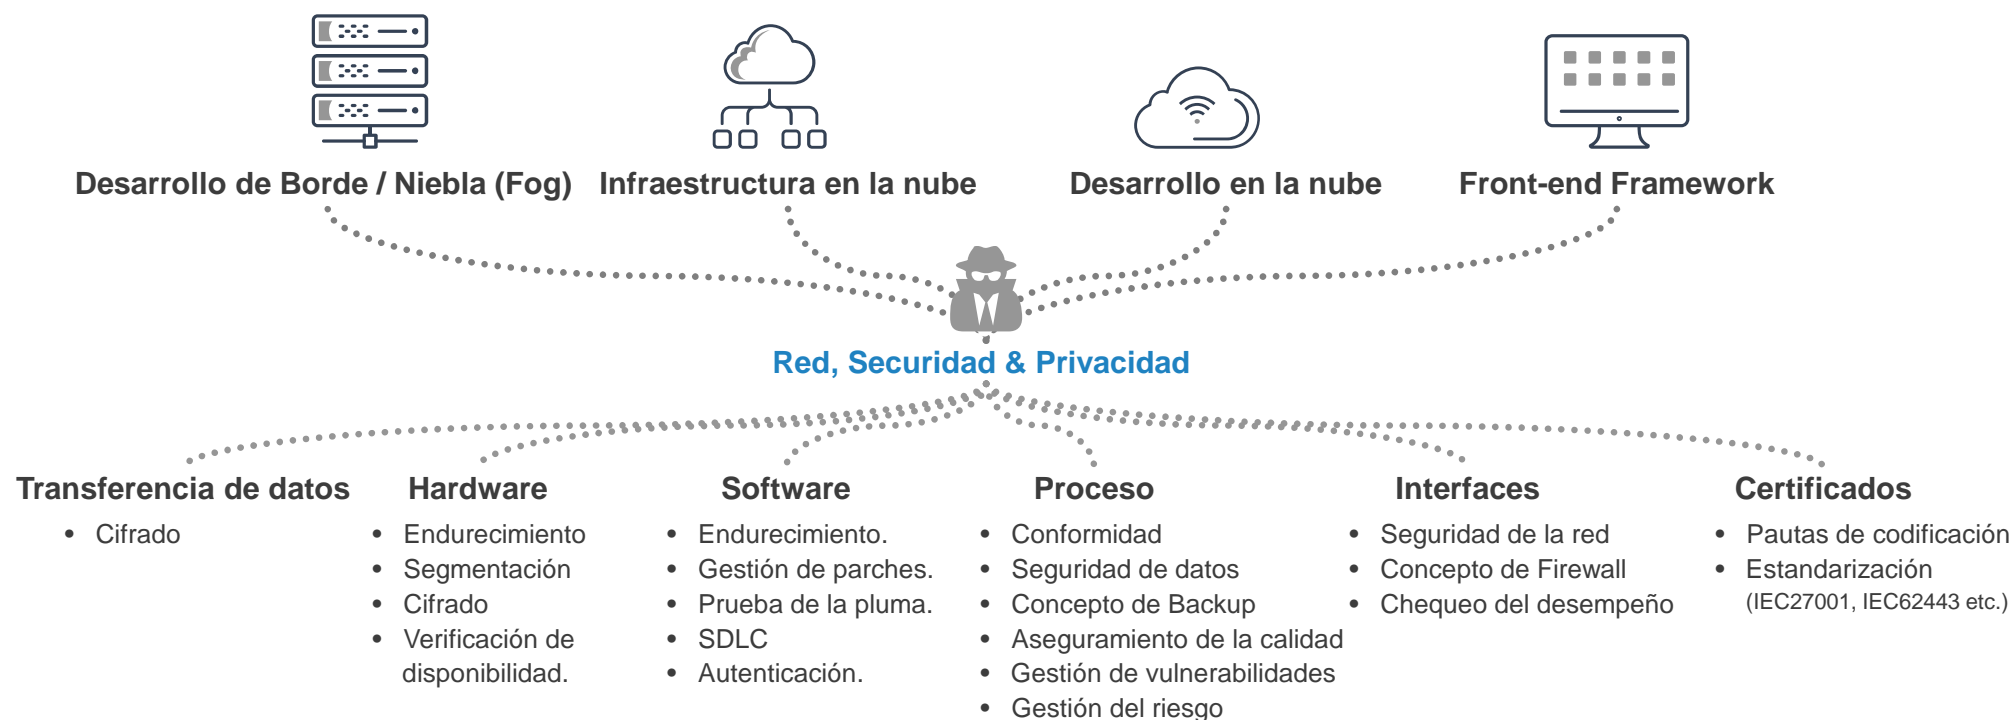 Desarrollo de Borde / Niebla (Fog)
Infraestructura en la nube
Desarrollo en la nube
Front-end Framework
Red, Securidad & Privacidad
Transferencia de datos
• Cifrado
Hardware
• Endurecimiento
• Segmentación
• Cifrado
• Verificación de
disponibilidad.
Software
• Endurecimiento.
• Gestión de parches.
• Prueba de la pluma.
• SDLC
• Autenticación.
Proceso
• Conformidad
• Seguridad de datos
• Concepto de Backup
• Aseguramiento de la calidad
• Gestión de vulnerabilidades
• Gestión del riesgo
Interfaces
• Seguridad de la red
• Concepto de Firewall
• Chequeo del desempeño
Certificados
• Pautas de codificación
• Estandarización
(IEC27001, IEC62443 etc.)